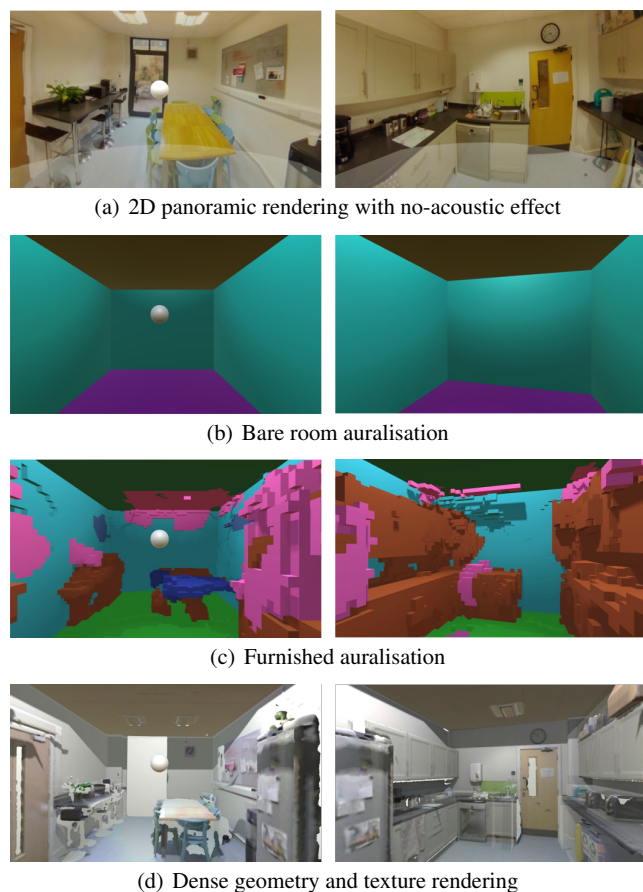 (a) 2D panoramic rendering with no-acoustic effect
(b) Bare room auralisation
(c) Furnished auralisation
(d) Dense geometry and texture rendering